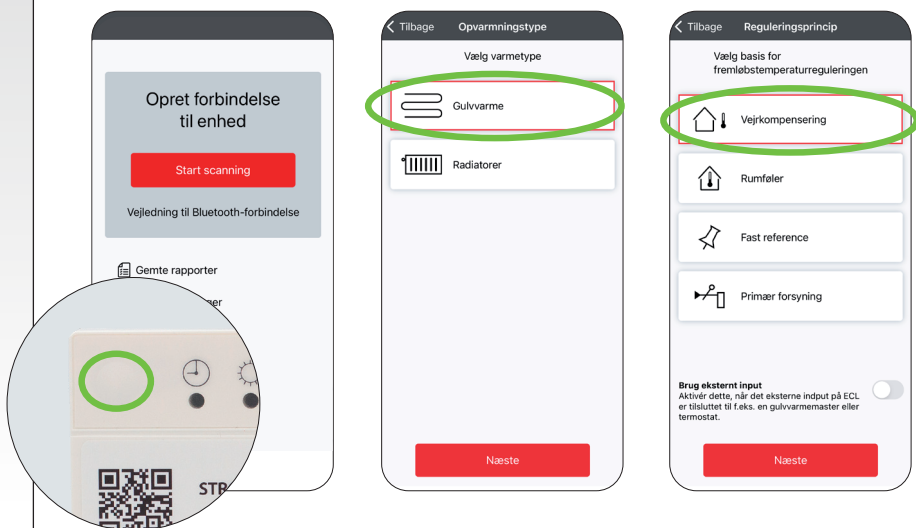 Opret forbindelse
til enhed
Start scanning
Vejledning til Bluetooth-forbindelse
Gemte rapporter
Tilbage
Opvarmningstype
Vælg varmetype
Gulvvarme
Radiatorer
Næste
Tilbage
Reguleringsprincip
Vælg basis for
fremløbstemperaturreguleringen
Vejrkompensering
Rumføler
Fast reference
Primær forsyning
Brug eksternt input
Aktivér dette, når det eksterne indput på ECL
er tilsluttet til f.eks. en gulvvarmemaster eller
termostat.
Næste